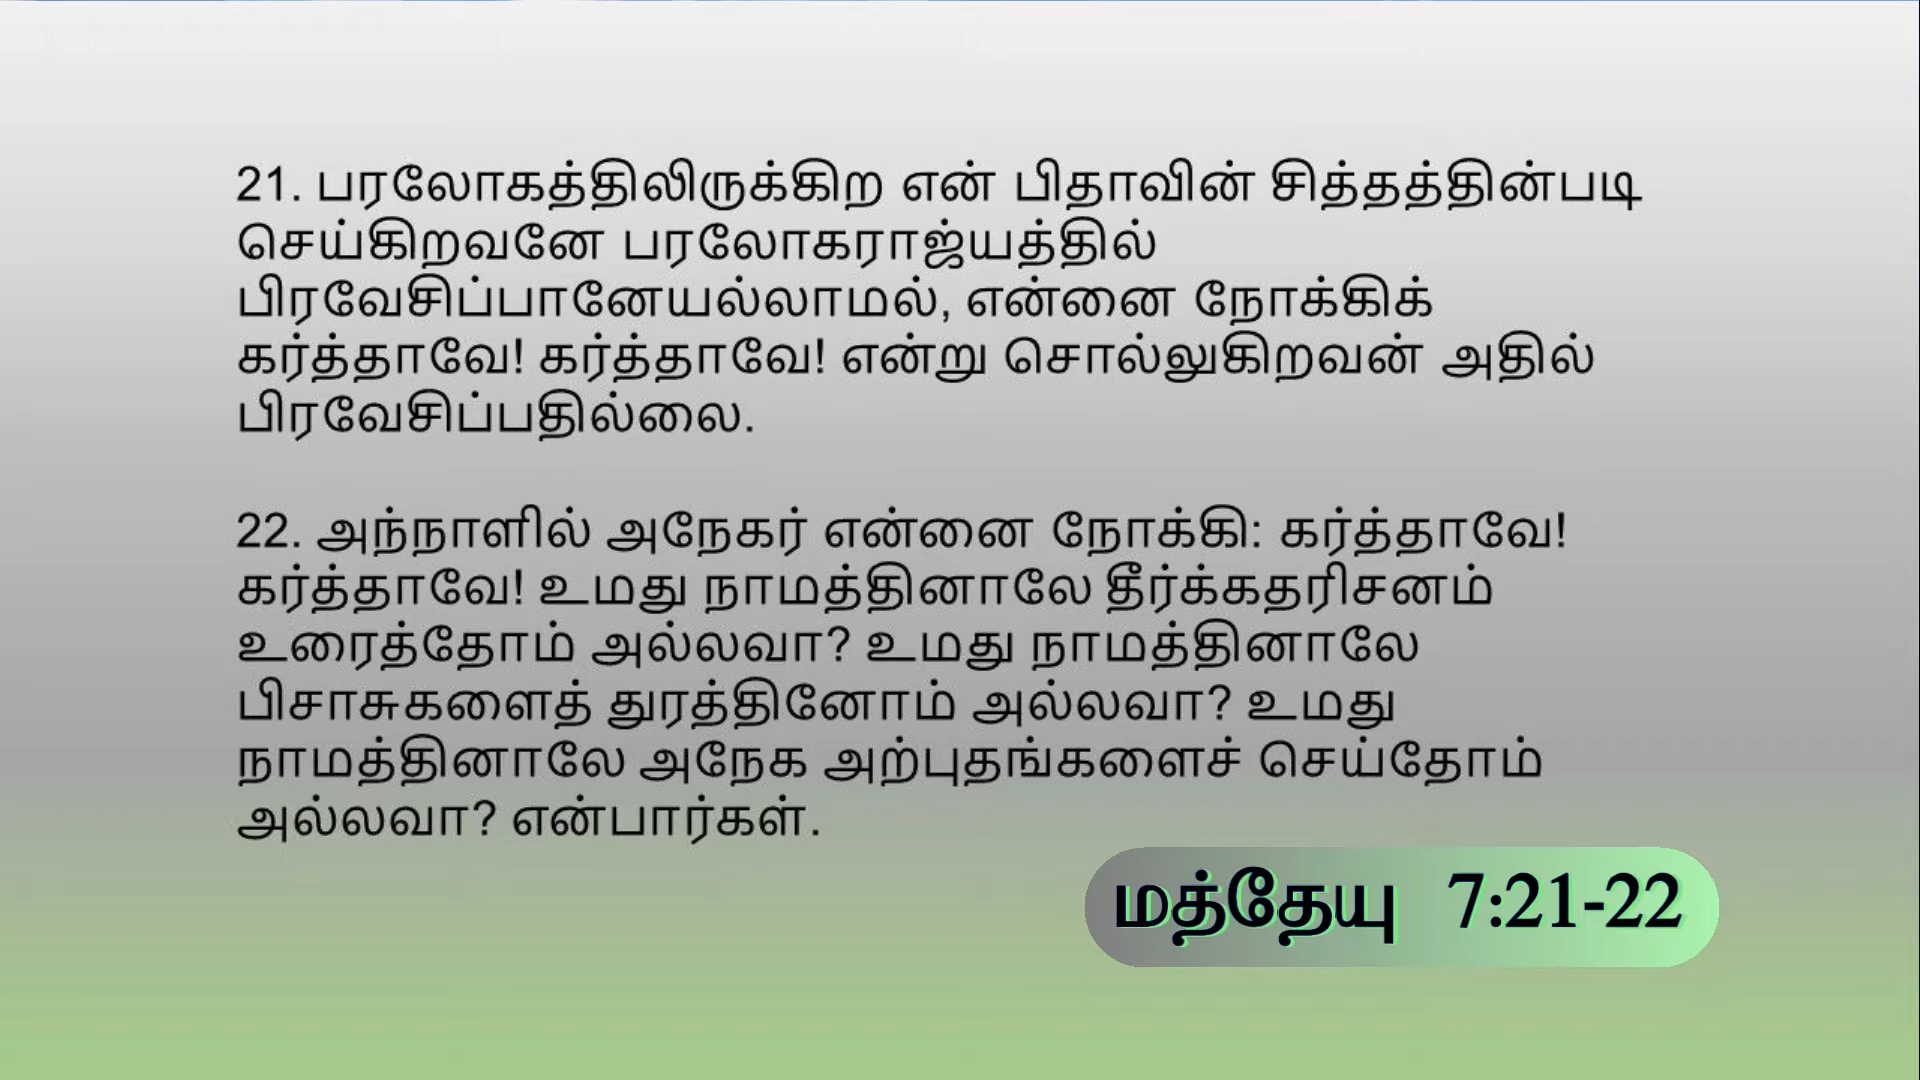 21. பரலோகத்திலிருக்கிற என் பிதாவின் சித்தத்தின்படி
செய்கிறவனே பரலோகராஜ்யத்தில்
பிரவேசிப்பானேயல்லாமல், என்னை நோக்கிக்
கர்த்தாவே! கர்த்தாவே! என்று சொல்லுகிறவன் அதில்
பிரவேசிப்பதில்லை.
22. அந்நாளில் அநேகர் என்னை நோக்கி: கர்த்தாவே!
கர்த்தாவே! உமது நாமத்தினாலே தீர்க்கதரிசனம்
உரைத்தோம் அல்லவா? உமது நாமத்தினாலே
பிசாசுகளைத் துரத்தினோம் அல்லவா? உமது
நாமத்தினாலே அநேக அற்புதங்களைச் செய்தோம்
அல்லவா? என்பார்கள்.
மத்தேயு 7:21-22